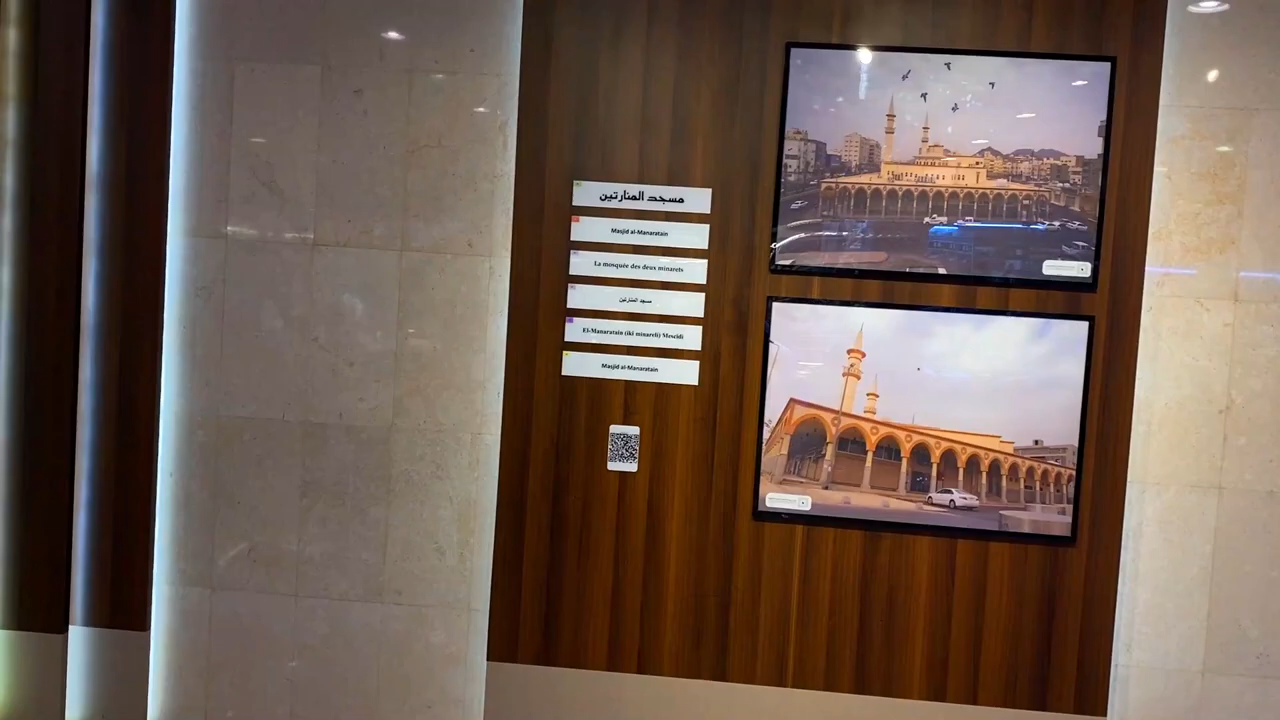 مسجد المنارتين
Masjid al-Manaratain
La mosquée des deux minarets
مسجد المنارتین
El-Manaratain (iki minareli) Mescidi
Masjid al-Manaratain